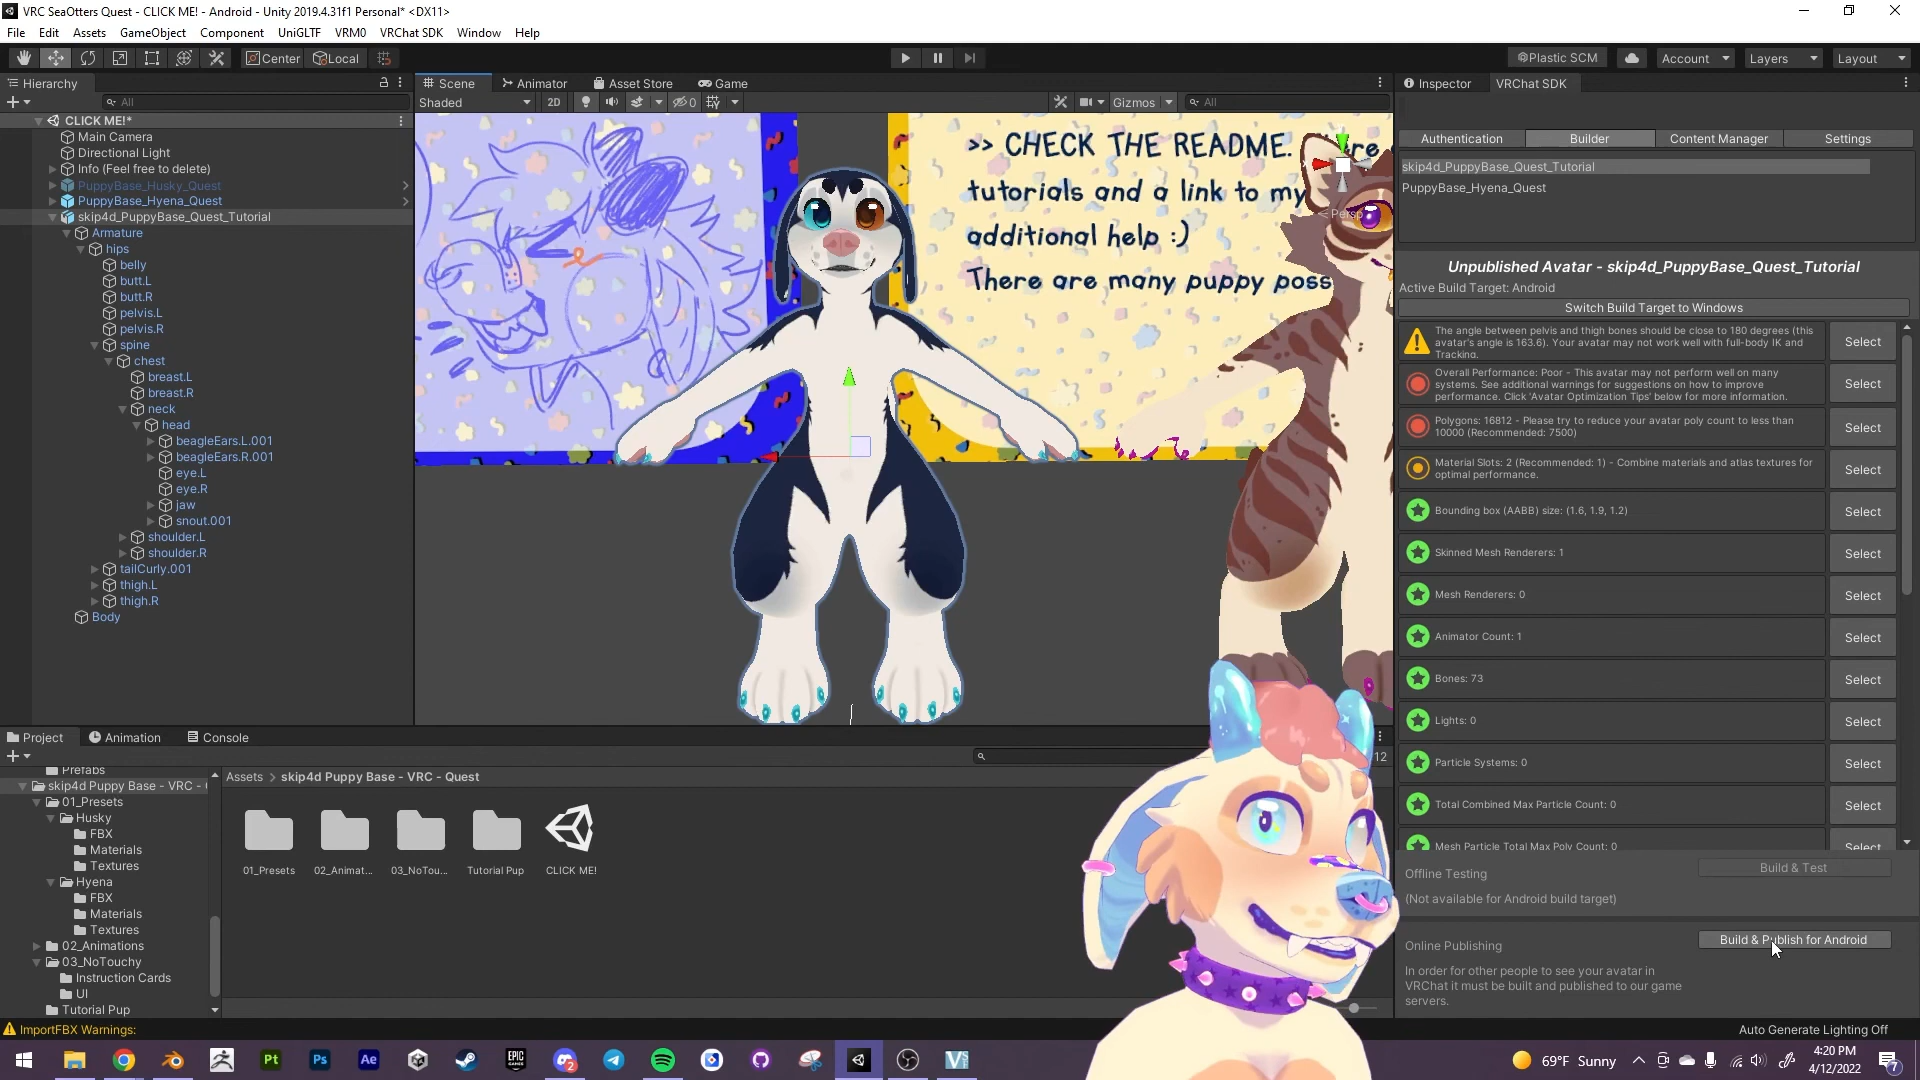 VRC SeaOtters Quest - CLICK ME! - Android - Unity 2019.4.31f1 Personal* <DX11>
File Edit Assets GameObject Component UniGLTF VRM0 VRChat SDK Window Help
Center Local Plastic SCM Account Layers Layout
Hierarchy
All
CLICK ME!*
Main Camera
Directional Light
Info (Feel free to delete)
PuppyBase_Husky_Quest
PuppyBase_Hyena_Quest
skip4d_PuppyBase_Quest_Tutorial
Armature
hips
belly
butt.L
butt.R
pelvis.L
pelvis.R
spine
chest
breast.L
breast.R
neck
head
beagleEars.L.001
beagleEars.R.001
eye.L
eye.R
jaw
snout.001
shoulder.L
shoulder.R
tailCurly.001
thigh.L
thigh.R
Body
Scene Animator Asset Store Game
Shaded 2D 0 Gizmos All
>> CHECK THE README.
tutorials and a link to my
additional help :)
There are many puppy poss
Persp
Inspector VRChat SDK
Authentication Builder Content Manager Settings
skip4d_PuppyBase_Quest_Tutorial
PuppyBase_Hyena_Quest
Unpublished Avatar - skip4d_PuppyBase_Quest_Tutorial
Active Build Target: Android
Switch Build Target to Windows
The angle between pelvis and thigh bones should be close to 180 degrees (this
avatar's angle is 163.6). Your avatar may not work well with full-body IK and
Tracking.
Select
Overall Performance: Poor - This avatar may not perform well on many
systems. See additional warnings for suggestions on how to improve
performance. Click 'Avatar Optimization Tips' below for more information.
Select
Polygons: 16812 - Please try to reduce your avatar poly count to less than
10000 (Recommended: 7500)
Select
Material Slots: 2 (Recommended: 1) - Combine materials and atlas textures for
optimal performance.
Select
Bounding box (AABB) size: (1.6, 1.9, 1.2)
Select
Skinned Mesh Renderers: 1
Select
Mesh Renderers: 0
Select
Animator Count: 1
Select
Bones: 73
Select
Lights: 0
Select
Particle Systems: 0
Select
Total Combined Max Particle Count: 0
Select
Mesh Particle Total Max Poly Count: 0
Select
Offline Testing
Build & Test
(Not available for Android build target)
Online Publishing
Build & Publish for Android
In order for other people to see your avatar in
VRChat it must be built and published to our game
servers.
Project Animation Console
12
Prefabs
skip4d Puppy Base - VRC -
01_Presets
Husky
FBX
Materials
Textures
Hyena
FBX
Materials
Textures
02_Animations
03_NoTouchy
Instruction Cards
UI
Tutorial Pup
Assets > skip4d Puppy Base - VRC - Quest
01_Presets 02_Animat... 03_NoTou... Tutorial Pup CLICK ME!
ImportFBX Warnings:
Auto Generate Lighting Off
Pt Ps Ae EPIC GAMES 2
69°F Sunny
4:20 PM
4/12/2022
7